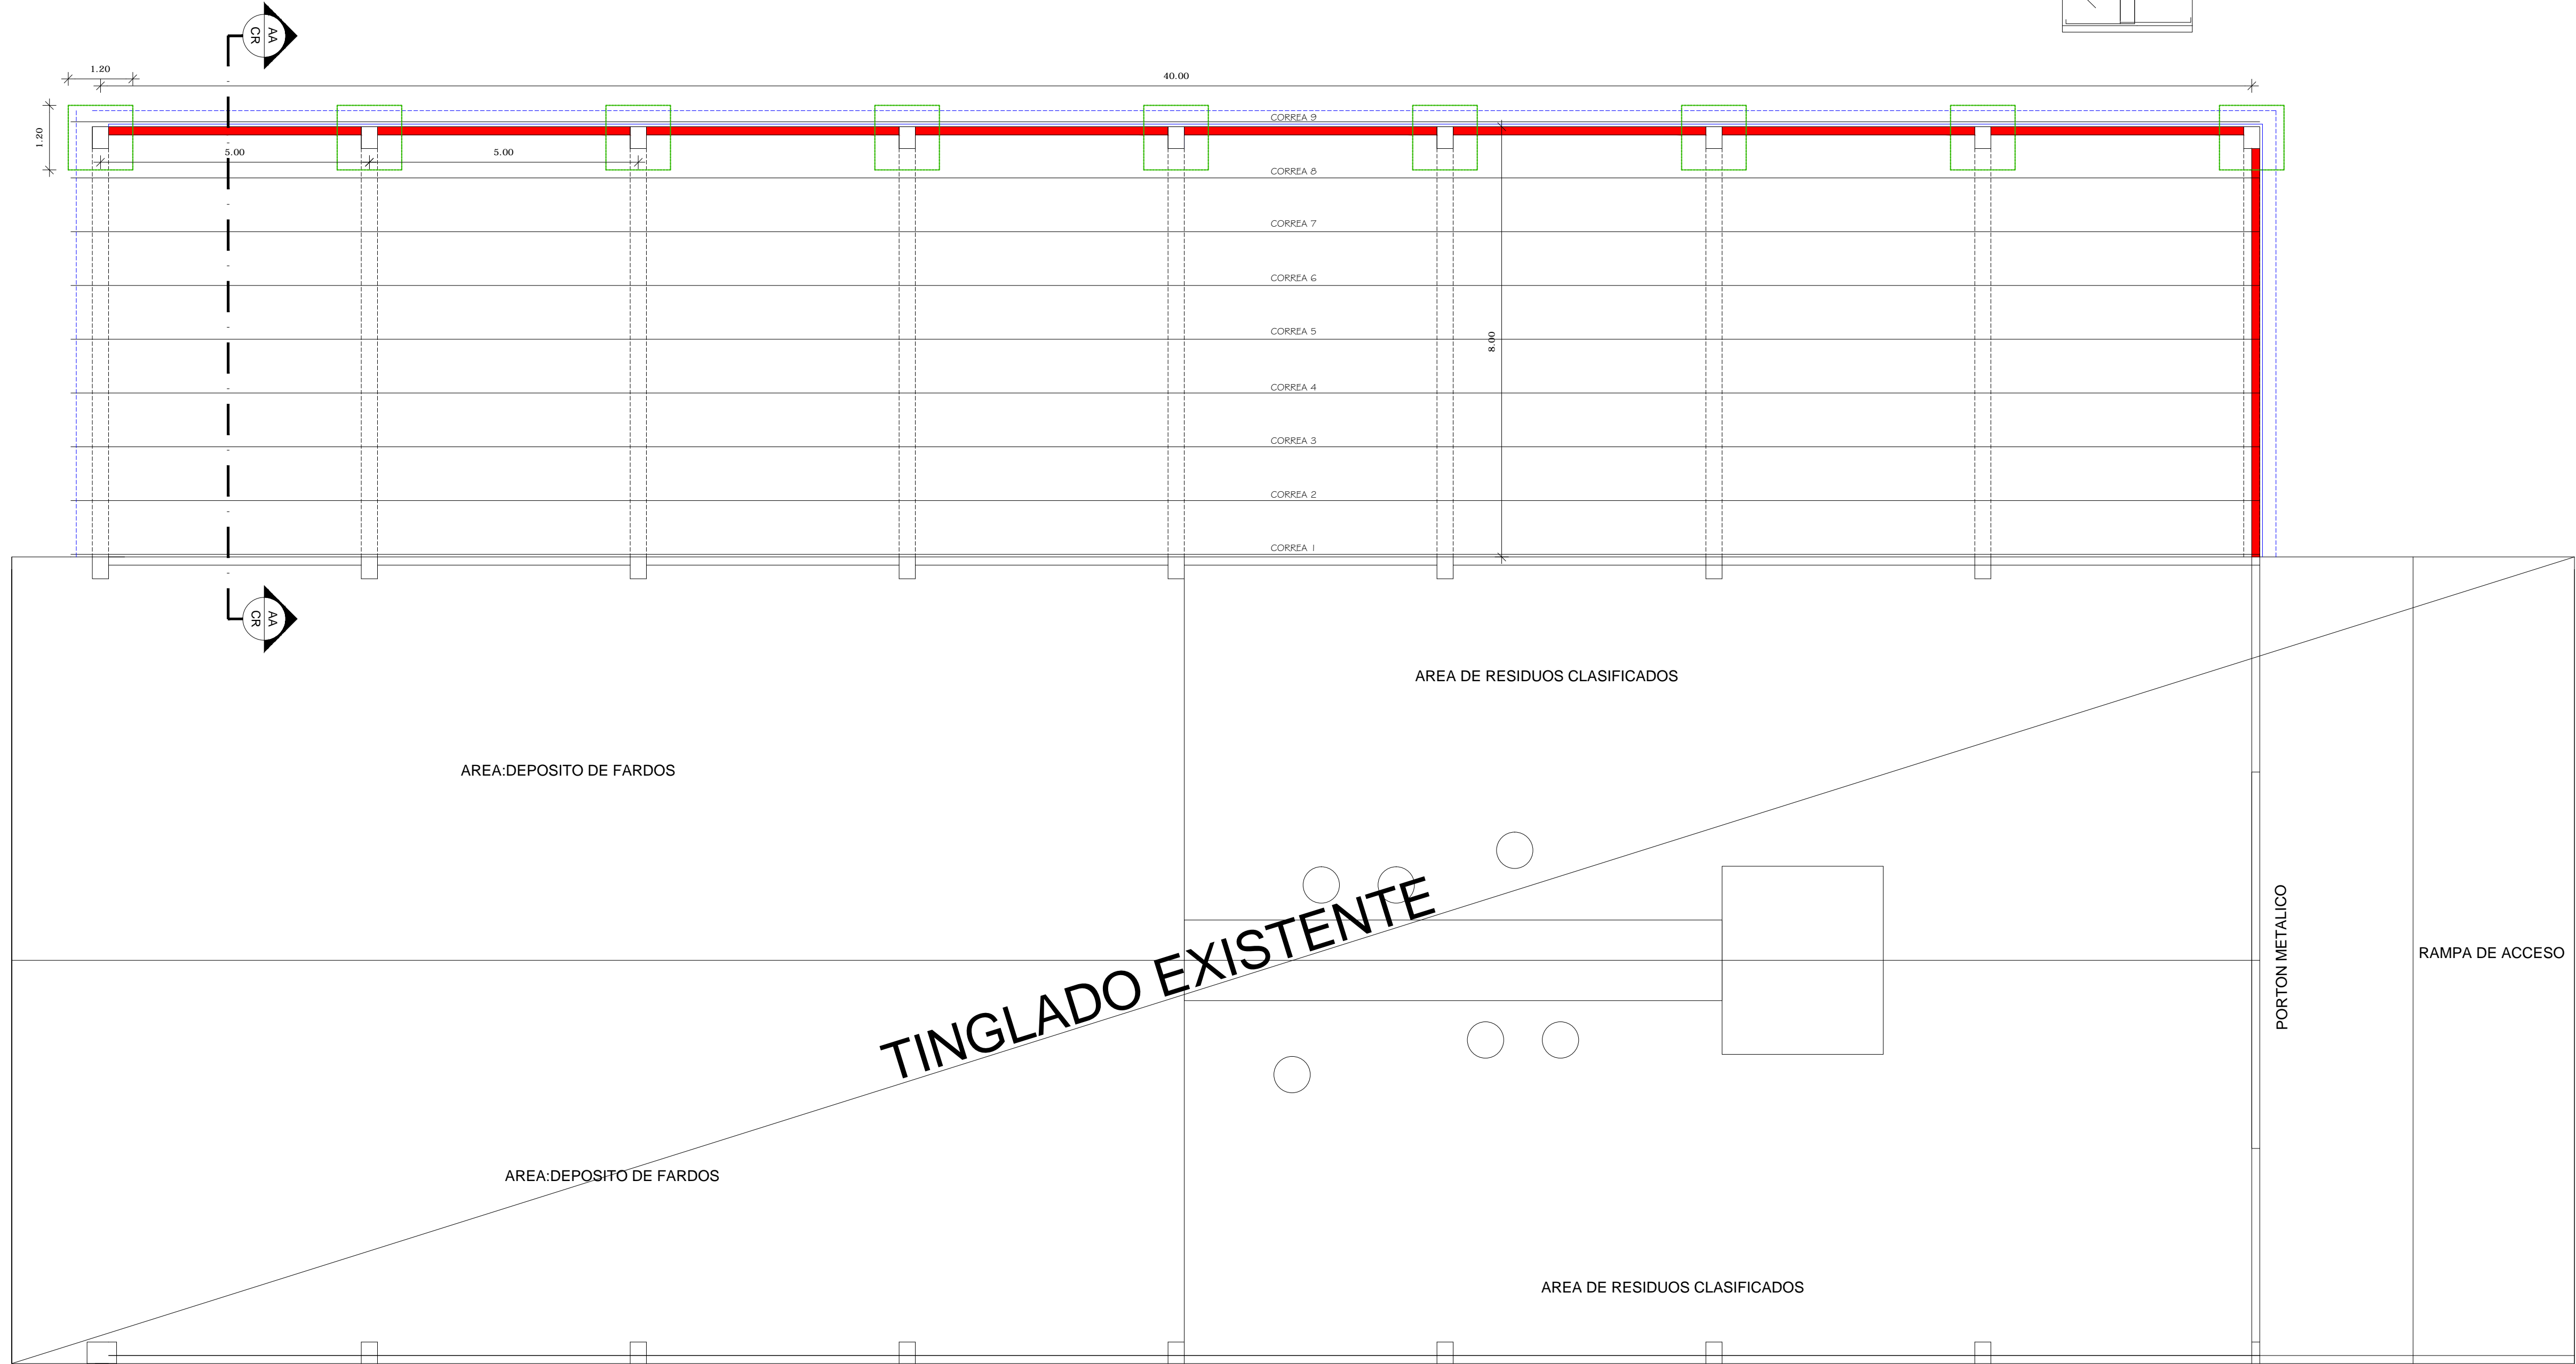 AA
CR
1.20
40.00
1.20
CORREA 9
5.00
5.00
CORREA 8
CORREA 7
CORREA 6
CORREA 5
8.00
CORREA 4
CORREA 3
CORREA 2
CORREA 1
AA
CR
AREA DE RESIDUOS CLASIFICADOS
AREA:DEPOSITO DE FARDOS
TINGLADO EXISTENTE
PORTON METALICO
RAMPA DE ACCESO
AREA:DEPOSITO DE FARDOS
AREA DE RESIDUOS CLASIFICADOS